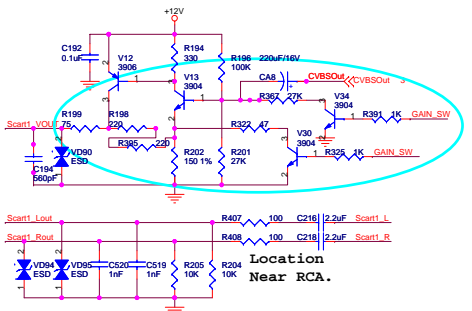 +12V
C192
0.1uF
V12
3906
R194
330
R196
100K
220uF/16V
CA8
CVBSOut
CVBSOut
3
V13
3904
R367 27K
V34
3904
R391 1K
GAIN_SW
Scart1_VOUT
R199
75
R198
220
R395 220
R322 47
V30
3904
R325 1K
GAIN_SW
C194
560pF
VD90
ESD
R202
150 1%
R201
27K
Scart1_Lout
R407 100
C216 2.2uF
Scart1_L
Scart1_Rout
R408 100
C218 2.2uF
Scart1_R
VD94
ESD
VD95
ESD
C520
1nF
C519
1nF
R205
10K
R204
10K
Location
Near RCA.